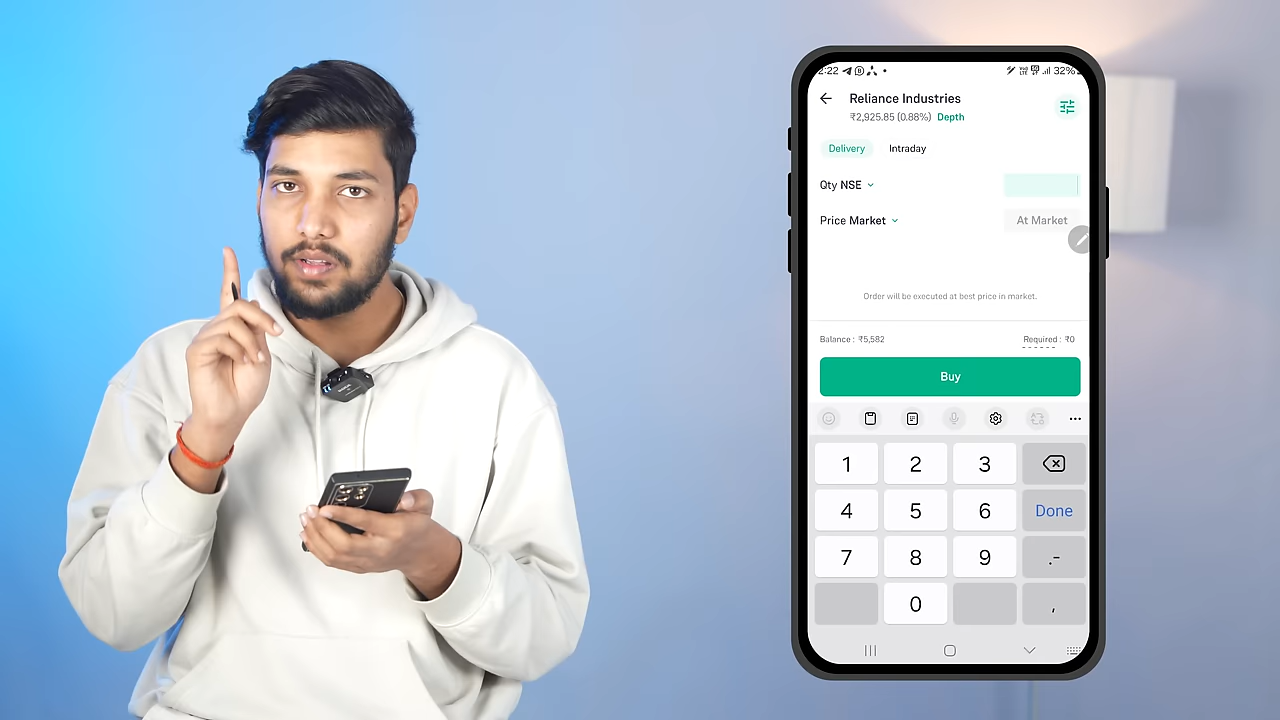 2:22 32%
Reliance Industries
₹2,925.85 (0.88%) Depth
Delivery Intraday
Qty NSE
Price Market At Market
Order will be executed at best price in market.
Balance : ₹5,582 Required : ₹0
Buy
1 2 3
4 5 6 Done
7 8 9 .-
0 ,